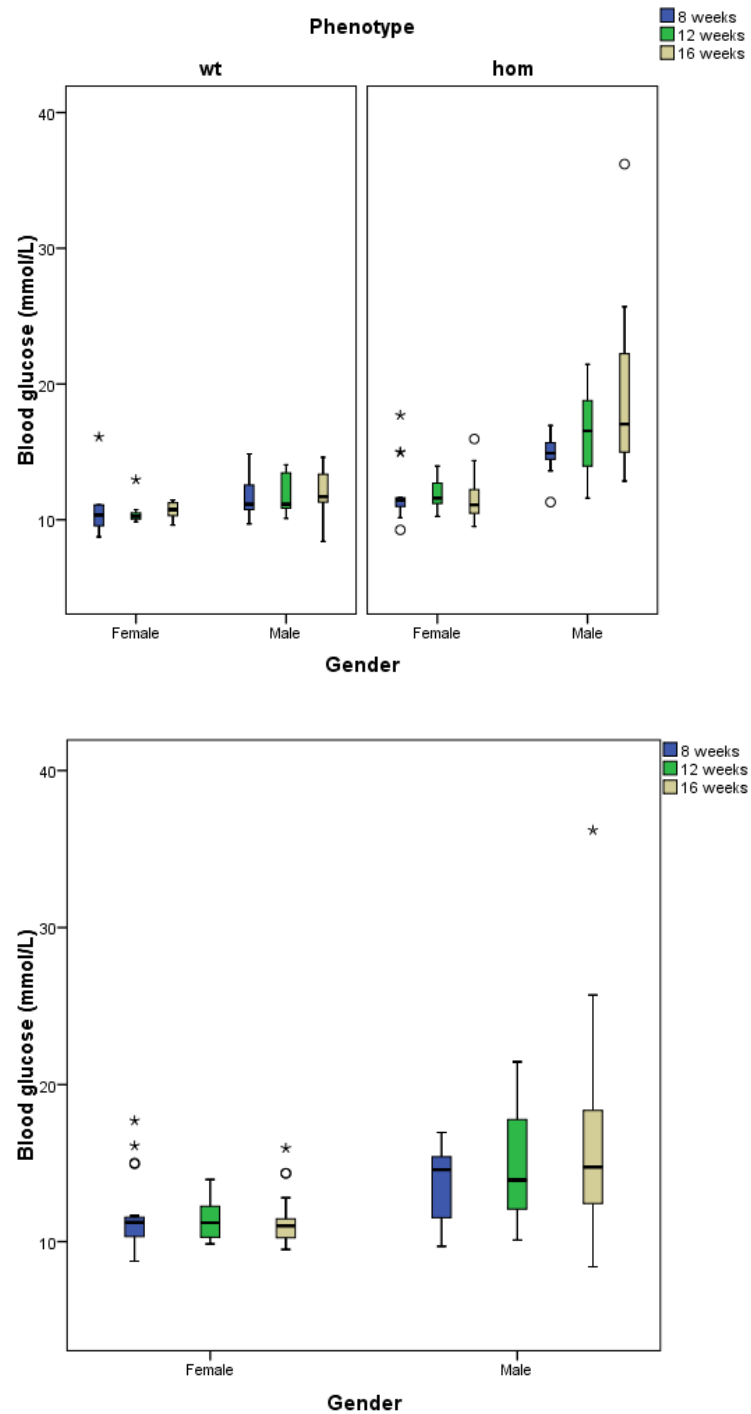 Phenotype
8 weeks
12 weeks
16 weeks
wt
hom
40
30
20
10
Blood glucose (mmol/L)
Female
Male
Female
Male
Gender
8 weeks
12 weeks
16 weeks
40
30
20
10
Blood glucose (mmol/L)
Female
Male
Gender